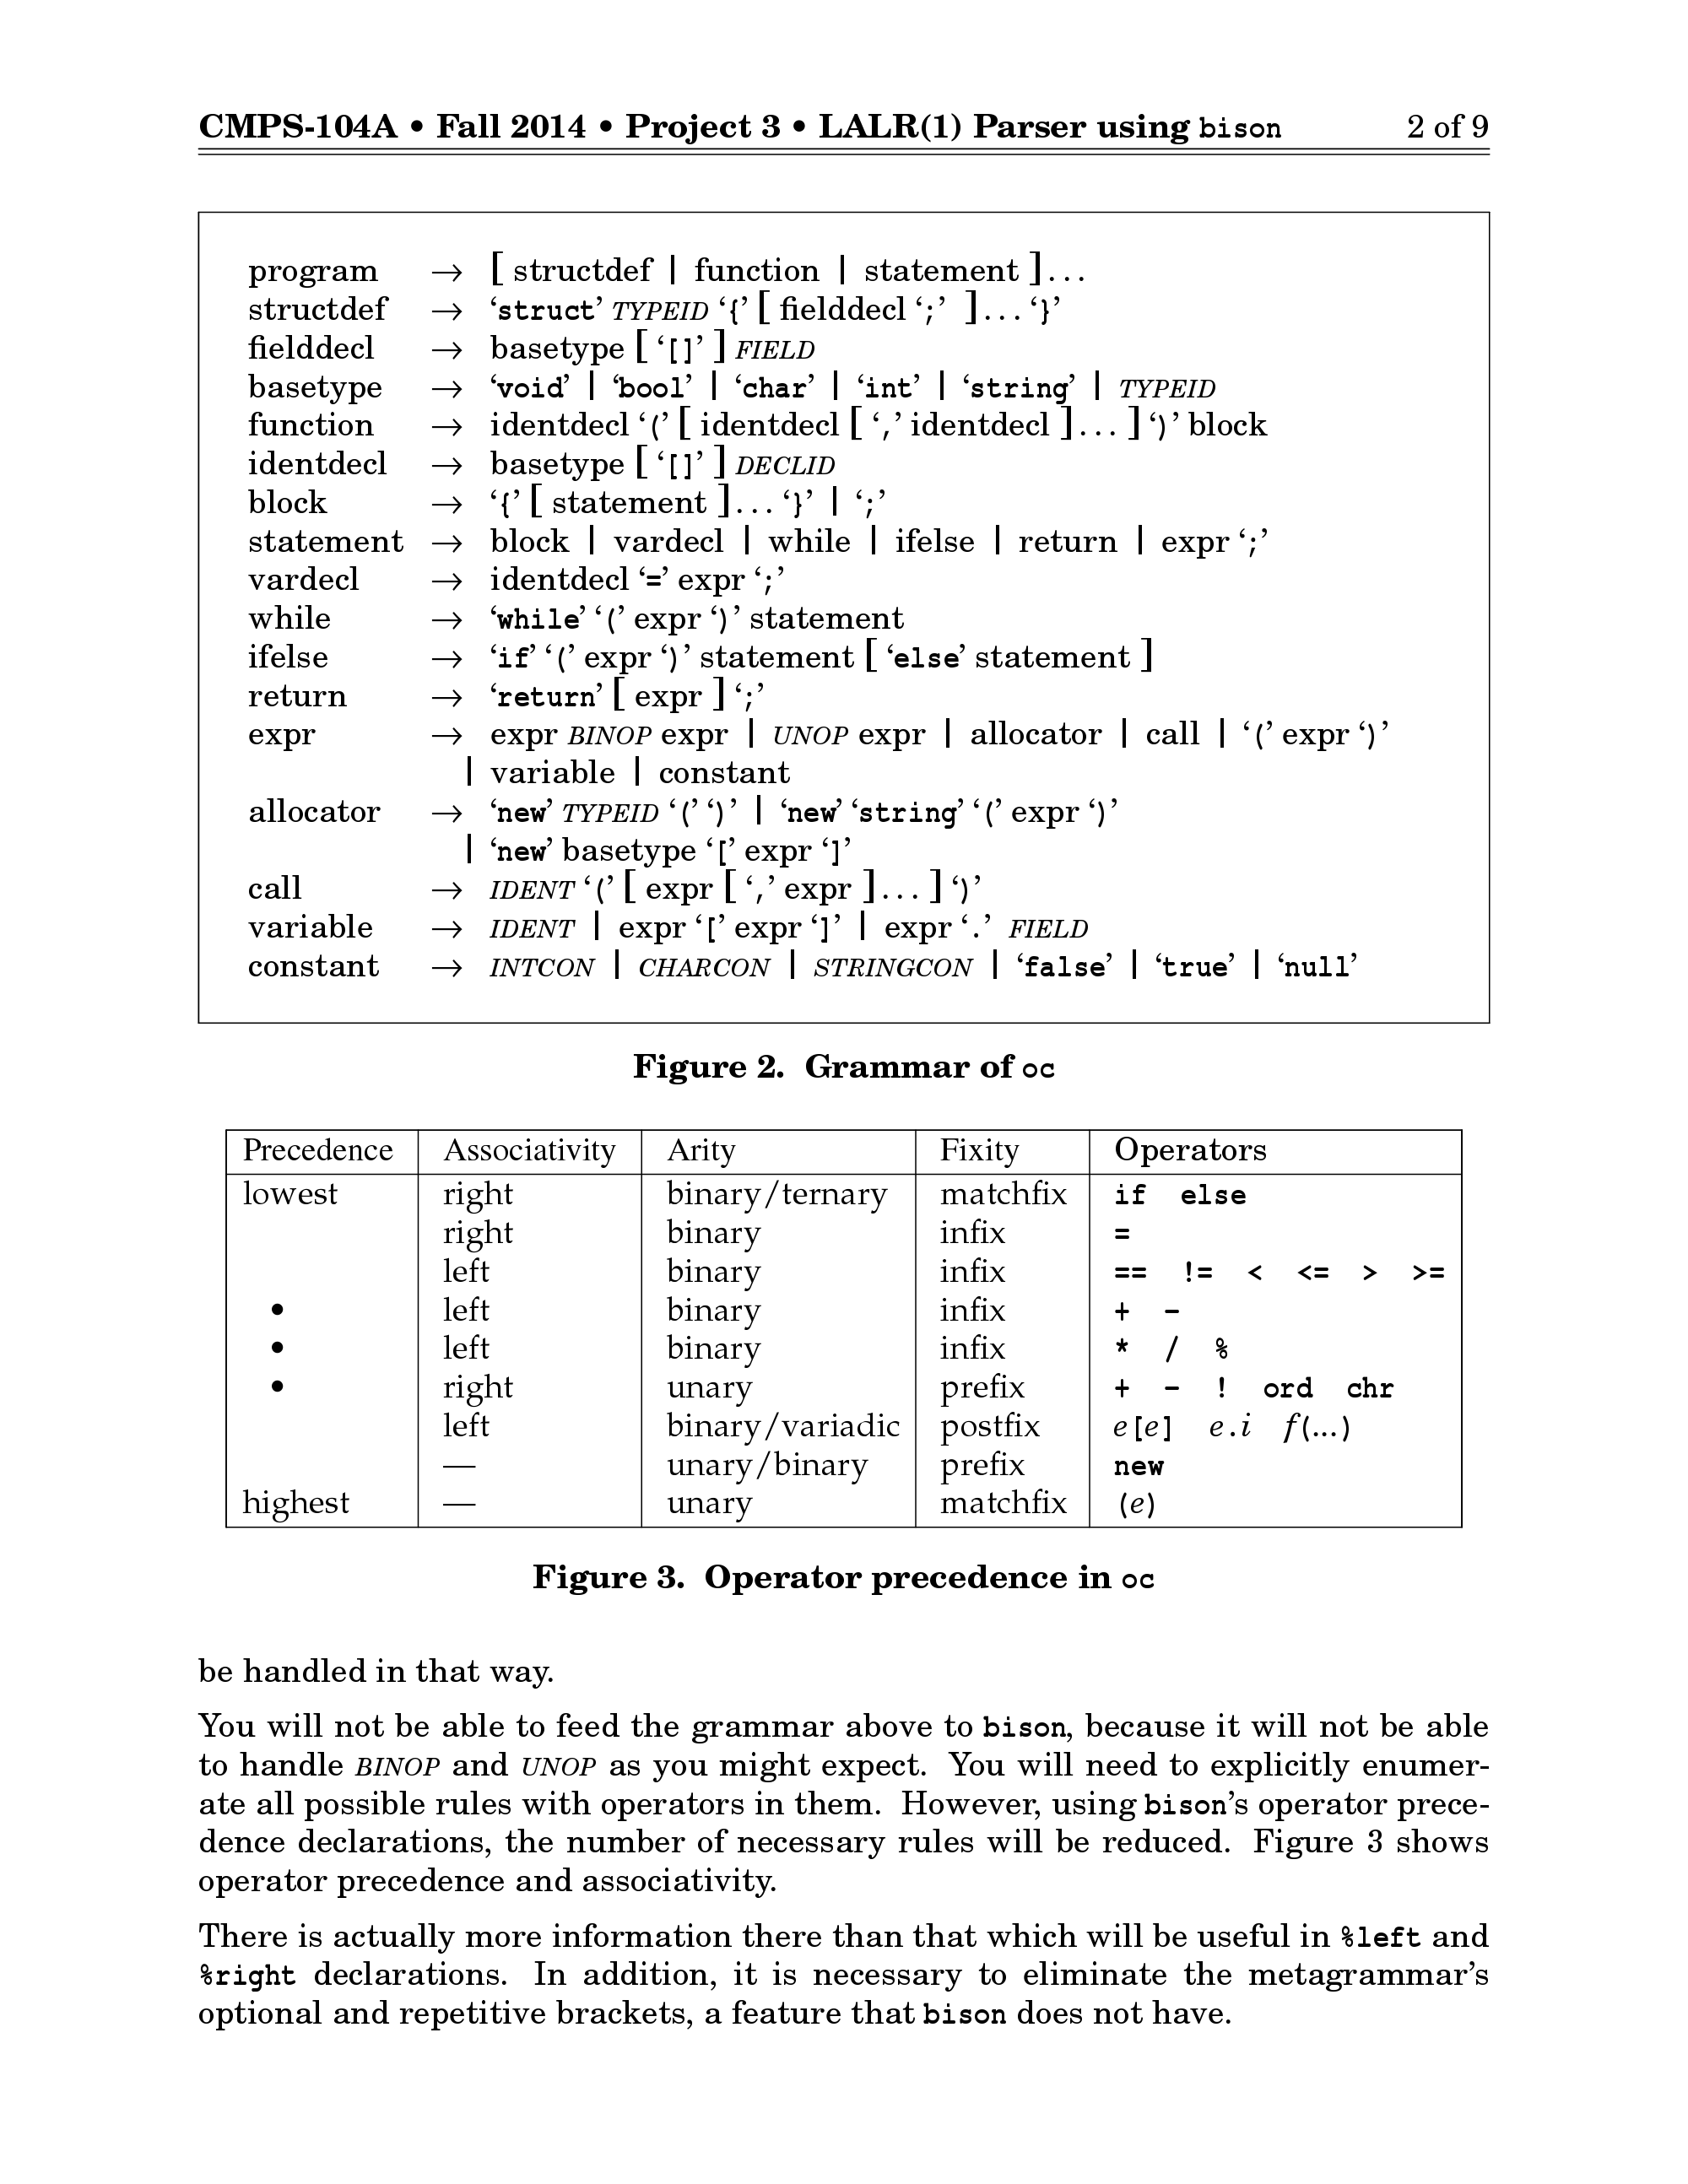 CMPS-104A • Fall 2014 • Project 3 • LALR(1) Parser using bison 2 of 9
program → [ structdef | function | statement ]...
structdef → ‘struct’ TYPEID ‘{’ [ fielddecl ‘;’ ]... ‘}’
fielddecl → basetype [ ‘[]’ ] FIELD
basetype → ‘void’ | ‘bool’ | ‘char’ | ‘int’ | ‘string’ | TYPEID
function → identdecl ‘(’ [ identdecl [ ‘,’ identdecl ]... ] ‘)’ block
identdecl → basetype [ ‘[]’ ] DECLID
block → ‘{’ [ statement ]... ‘}’ | ‘;’
statement → block | vardecl | while | ifelse | return | expr ‘;’
vardecl → identdecl ‘=’ expr ‘;’
while → ‘while’ ‘(’ expr ‘)’ statement
ifelse → ‘if’ ‘(’ expr ‘)’ statement [ ‘else’ statement ]
return → ‘return’ [ expr ] ‘;’
expr → expr BINOP expr | UNOP expr | allocator | call | ‘(’ expr ‘)’
| variable | constant
allocator → ‘new’ TYPEID ‘(’ ‘)’ | ‘new’ ‘string’ ‘(’ expr ‘)’
| ‘new’ basetype ‘[’ expr ‘]’
call → IDENT ‘(’ [ expr [ ‘,’ expr ]... ] ‘)’
variable → IDENT | expr ‘[’ expr ‘]’ | expr ‘.’ FIELD
constant → INTCON | CHARCON | STRINGCON | ‘false’ | ‘true’ | ‘null’
Figure 2. Grammar of oc
Precedence Associativity Arity Fixity Operators
lowest right binary/ternary matchfix if else
right binary infix =
left binary infix == != < <= > >=
• left binary infix + -
• left binary infix * / %
• right unary prefix + - ! ord chr
left binary/variadic postfix e[e] e.i f(...)
— unary/binary prefix new
highest — unary matchfix (e)
Figure 3. Operator precedence in oc
be handled in that way.
You will not be able to feed the grammar above to bison, because it will not be able
to handle BINOP and UNOP as you might expect. You will need to explicitly enumer-
ate all possible rules with operators in them. However, using bison’s operator prece-
dence declarations, the number of necessary rules will be reduced. Figure 3 shows
operator precedence and associativity.
There is actually more information there than that which will be useful in %left and
%right declarations. In addition, it is necessary to eliminate the metagrammar’s
optional and repetitive brackets, a feature that bison does not have.